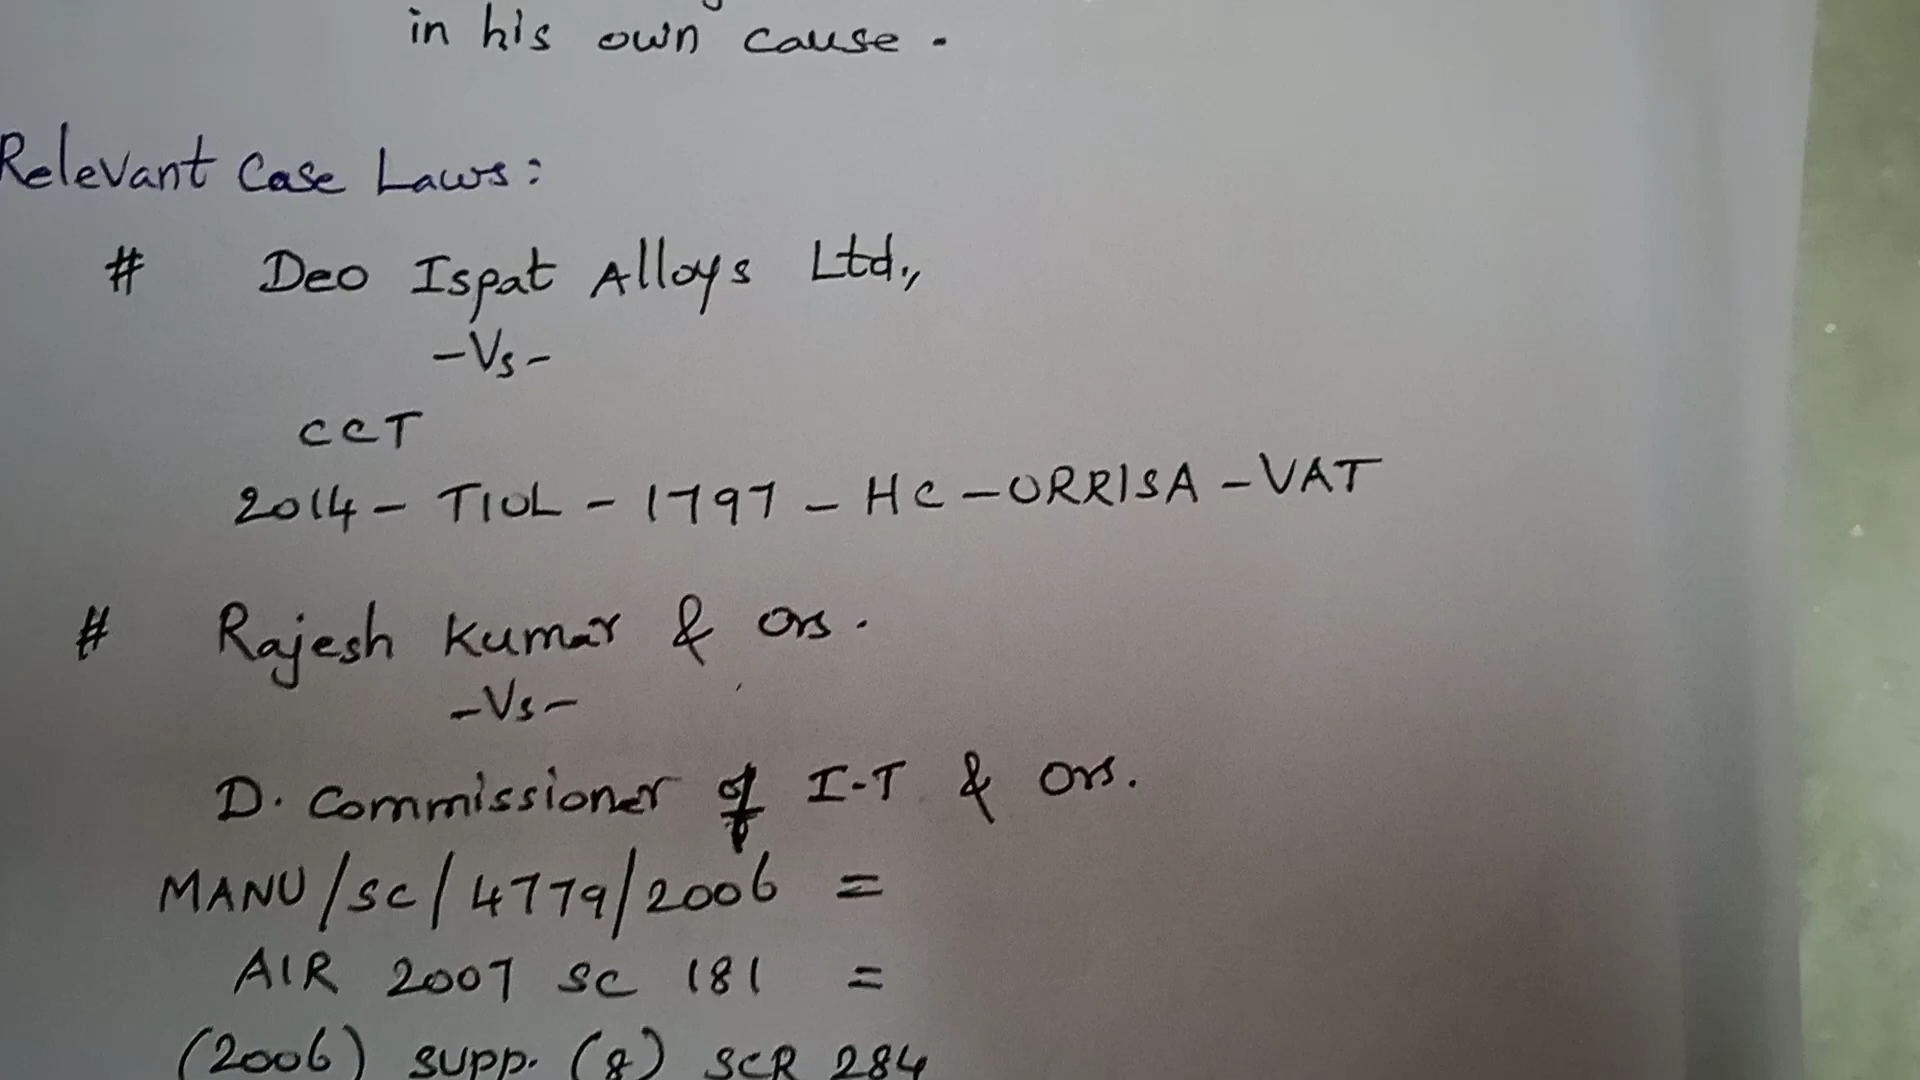 in his own cause.
Relevant Case Laws:
# Deo Ispat Alloys Ltd.,
-Vs-
CCT
2014 - TIOL - 1797 - HC - ORRISA - VAT
# Rajesh Kumar & Ors.
-Vs-
D. Commissioner of I-T & Ors.
MANU/SC/4779/2006 =
AIR 2007 SC 181 =
(2006) Supp. (8) SCR 284